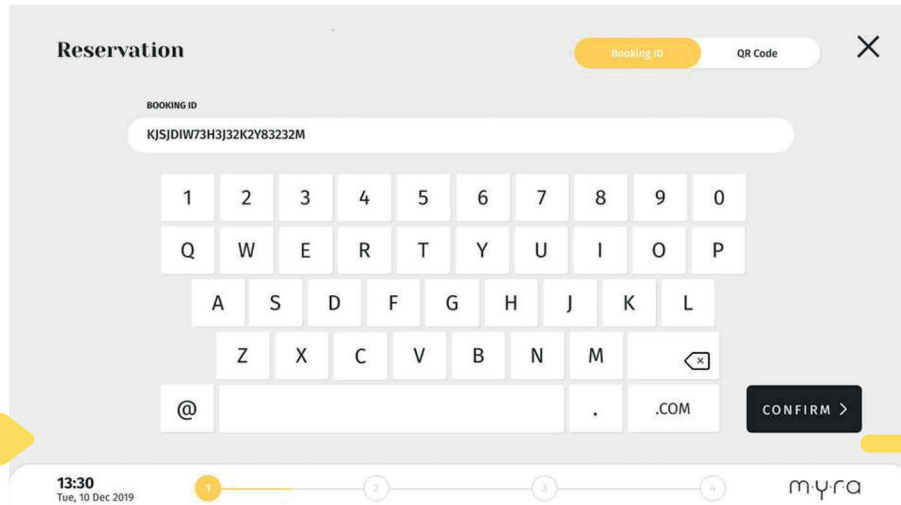 Reservation
Booking ID
QR Code
BOOKING ID
KJSJDIW73H3J32K2Y83232M
1 2 3 4 5 6 7 8 9 0
Q W E R T Y U I O P
A S D F G H J K L
Z X C V B N M
@ . .COM
CONFIRM >
13:30
Tue, 10 Dec 2019
1 2 3 4
m·y·r·a